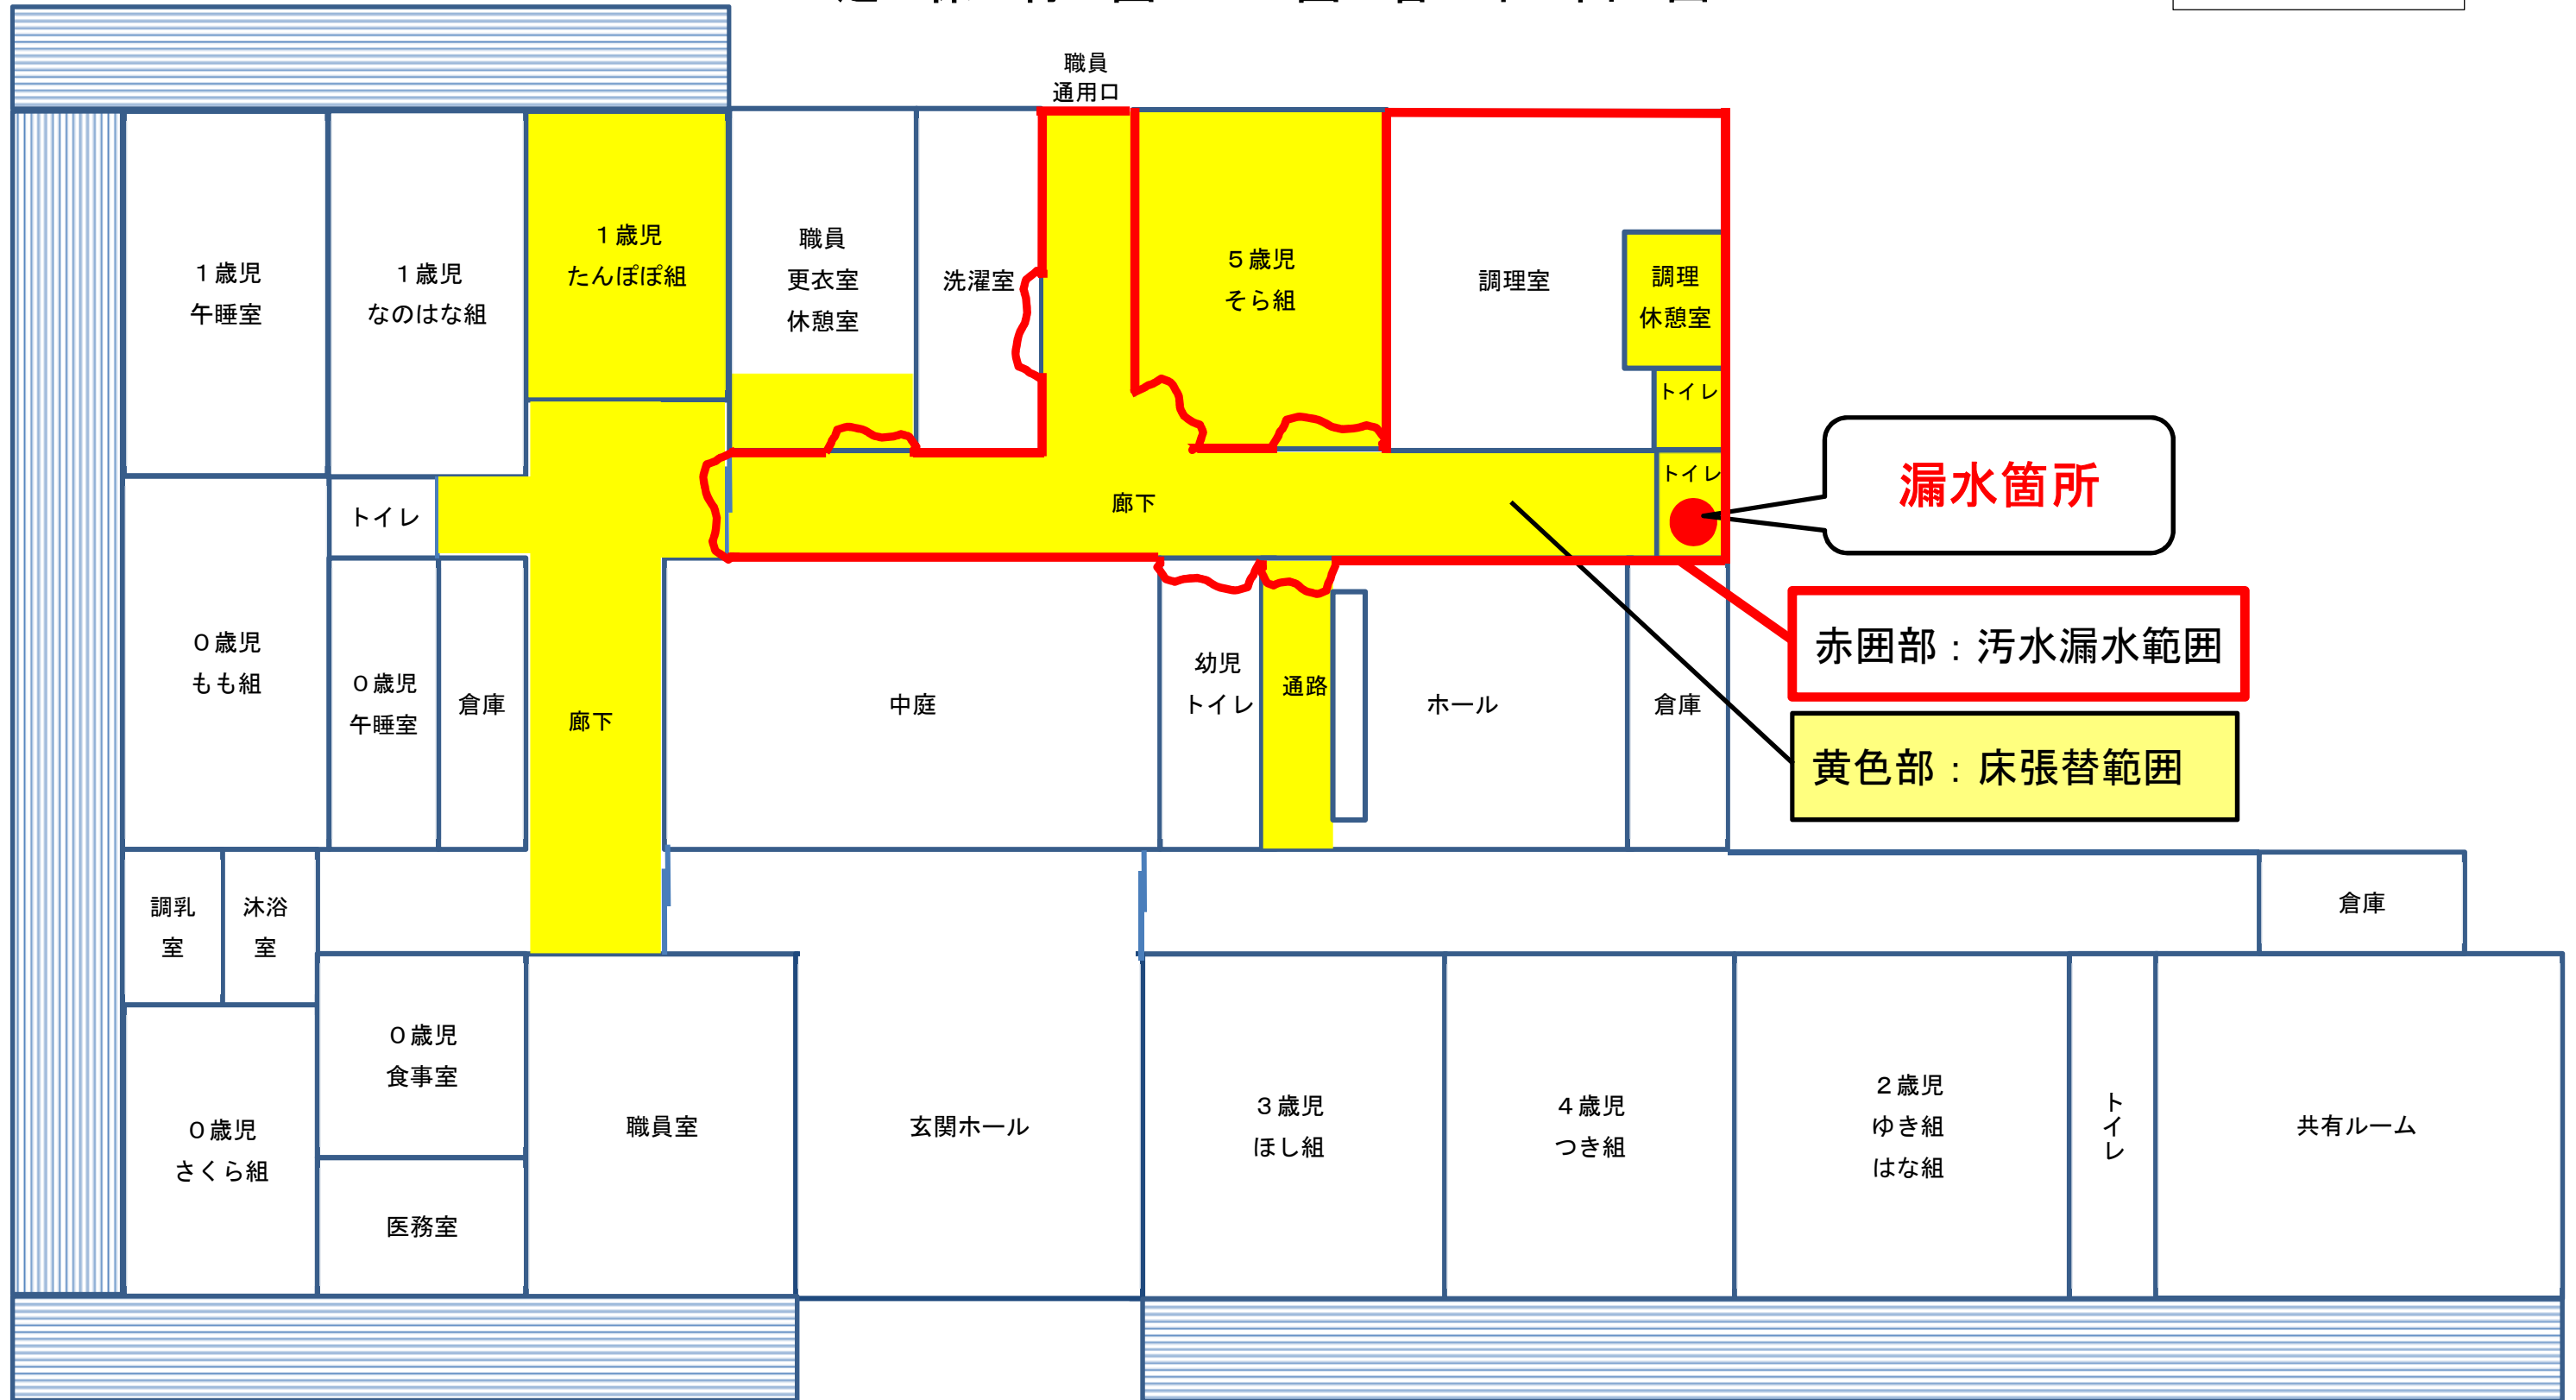 職員
通用口
１歳児
午睡室
１歳児
なのはな組
１歳児
たんぽぽ組
職員
更衣室
休憩室
洗濯室
５歳児
そら組
調理室
調理
休憩室
トイレ
トイレ
漏水箇所
トイレ
廊下
赤囲部：汚水漏水範囲
黄色部：床張替範囲
０歳児
もも組
０歳児
午睡室
倉庫
廊下
中庭
幼児
トイレ
通路
ホール
倉庫
調乳
室
沐浴
室
倉庫
０歳児
さくら組
０歳児
食事室
医務室
職員室
玄関ホール
３歳児
ほし組
４歳児
つき組
２歳児
ゆき組
はな組
トイレ
共有ルーム